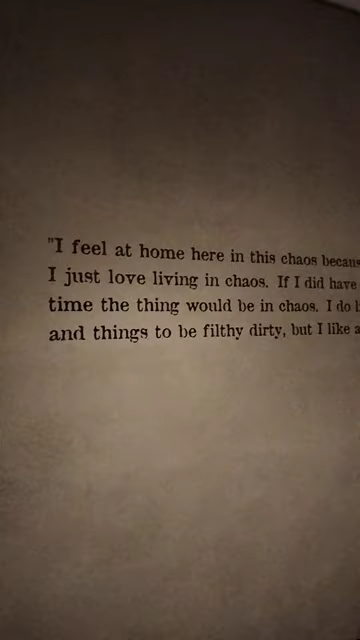 "I feel at home here in this chaos
I just love living in chaos. If I did have
time the thing would be in chaos. I do
and things to be filthy dirty, but I like